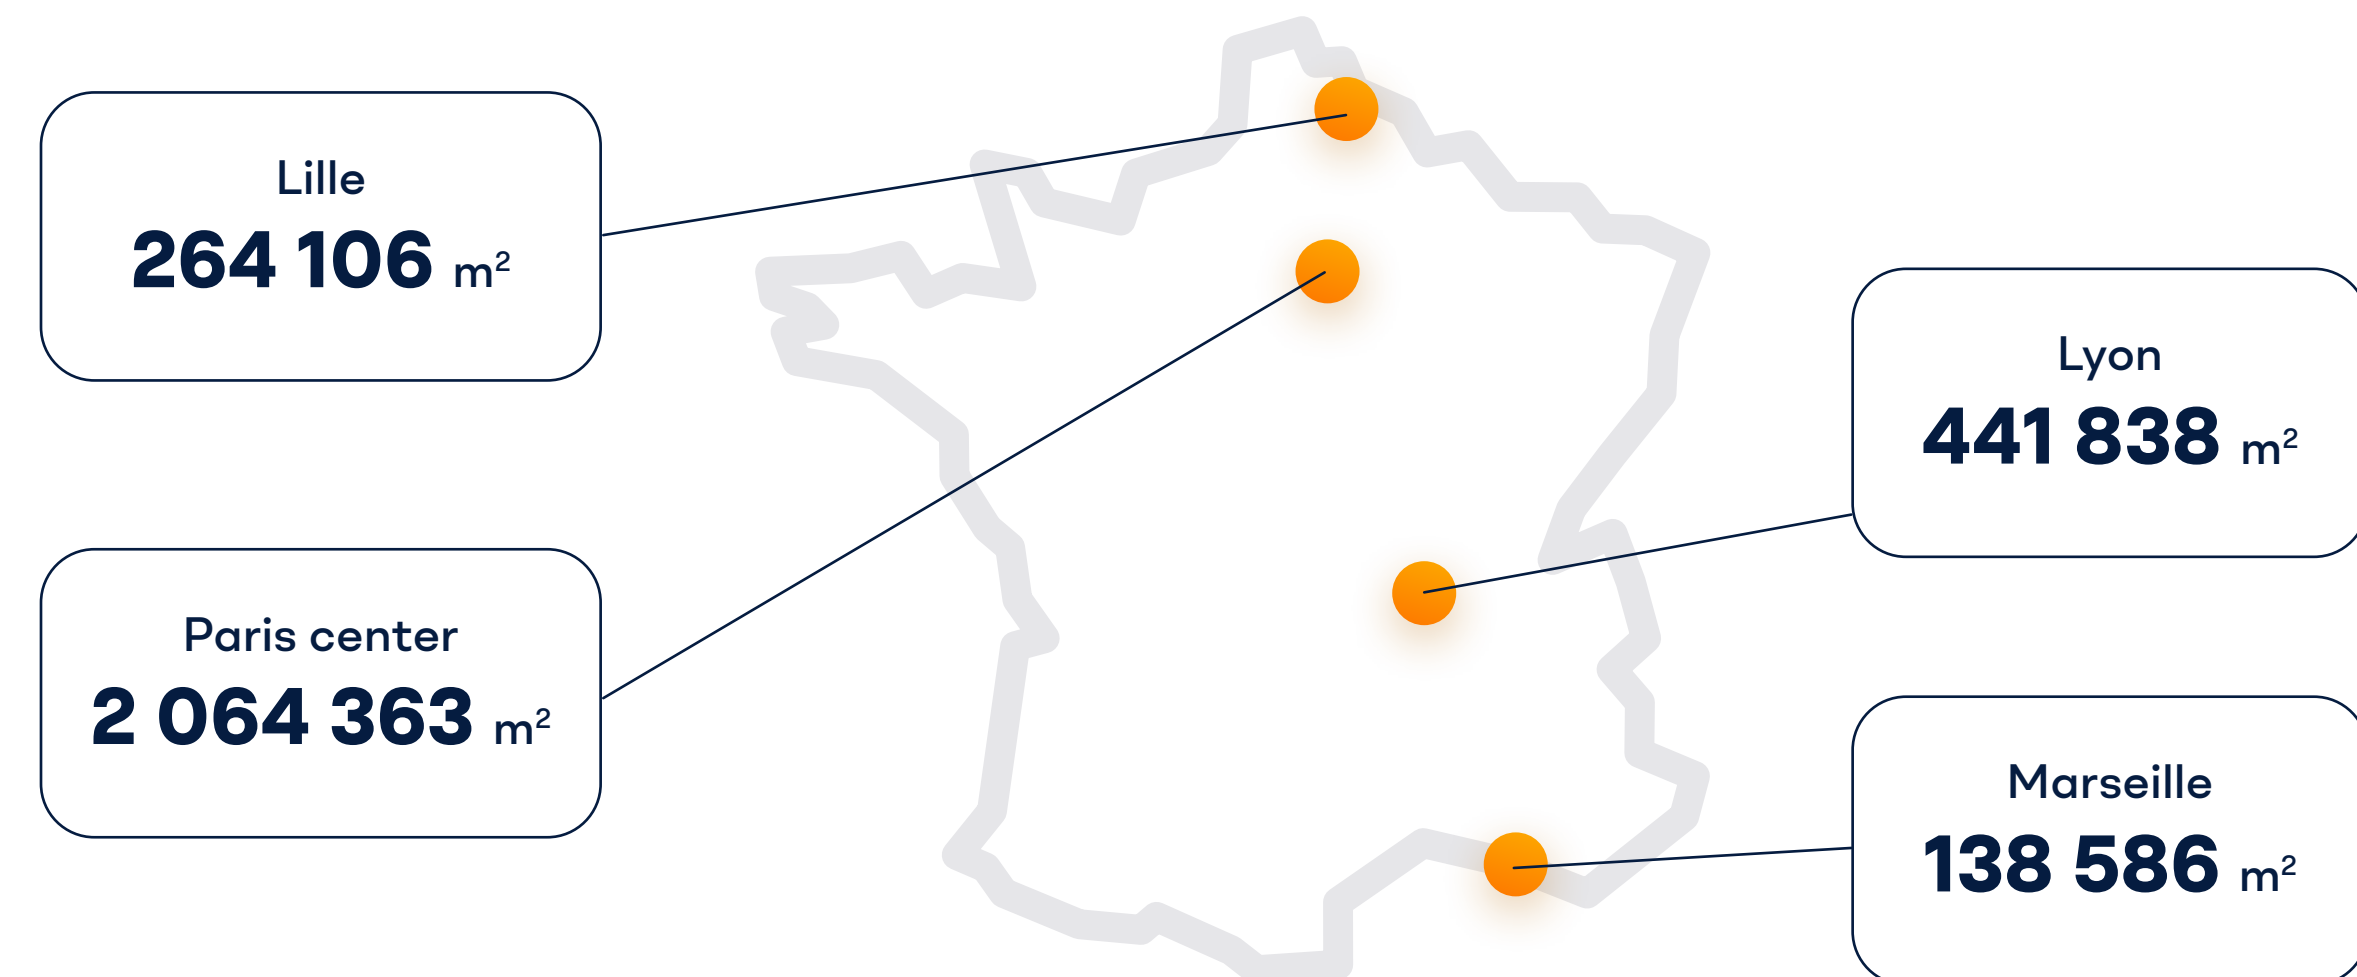 Lille
264 106 m²
Paris center
2 064 363 m²
Lyon
441 838 m²
Marseille
138 586 m²